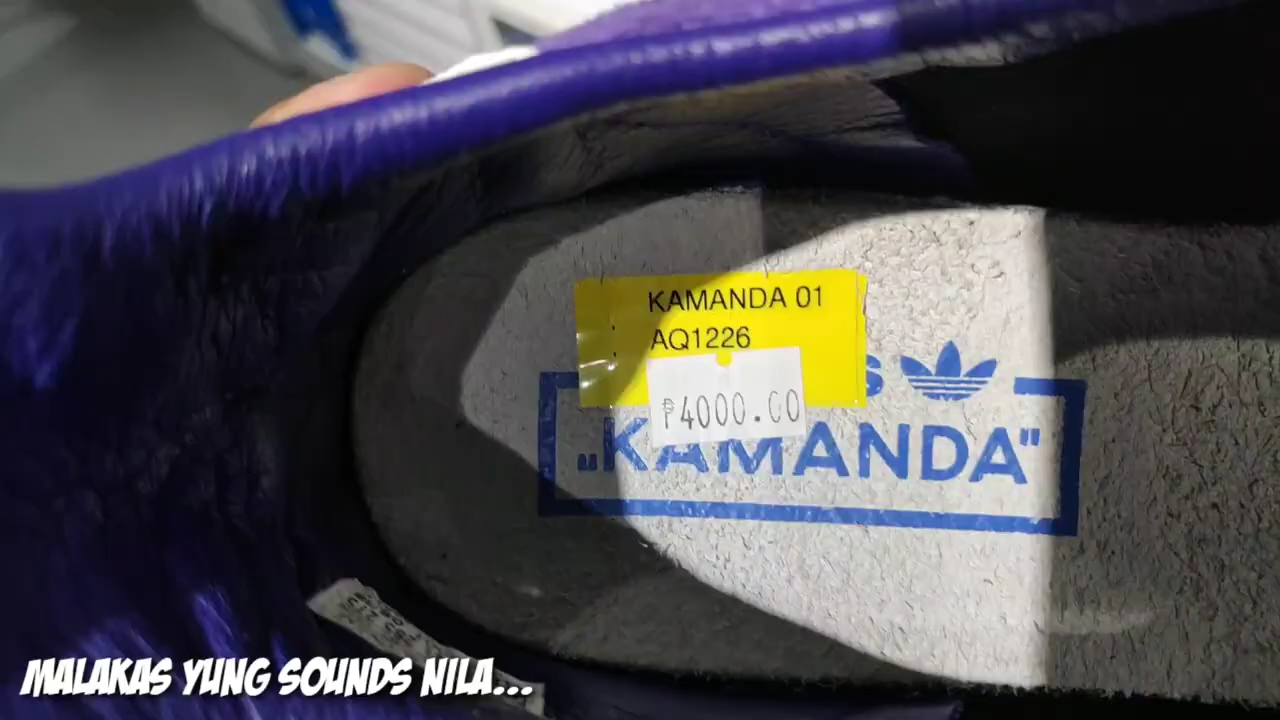 KAMANDA 01
AQ1226
₱4000.00
S
„KAMANDA"
MALAKAS YUNG SOUNDS NILA...